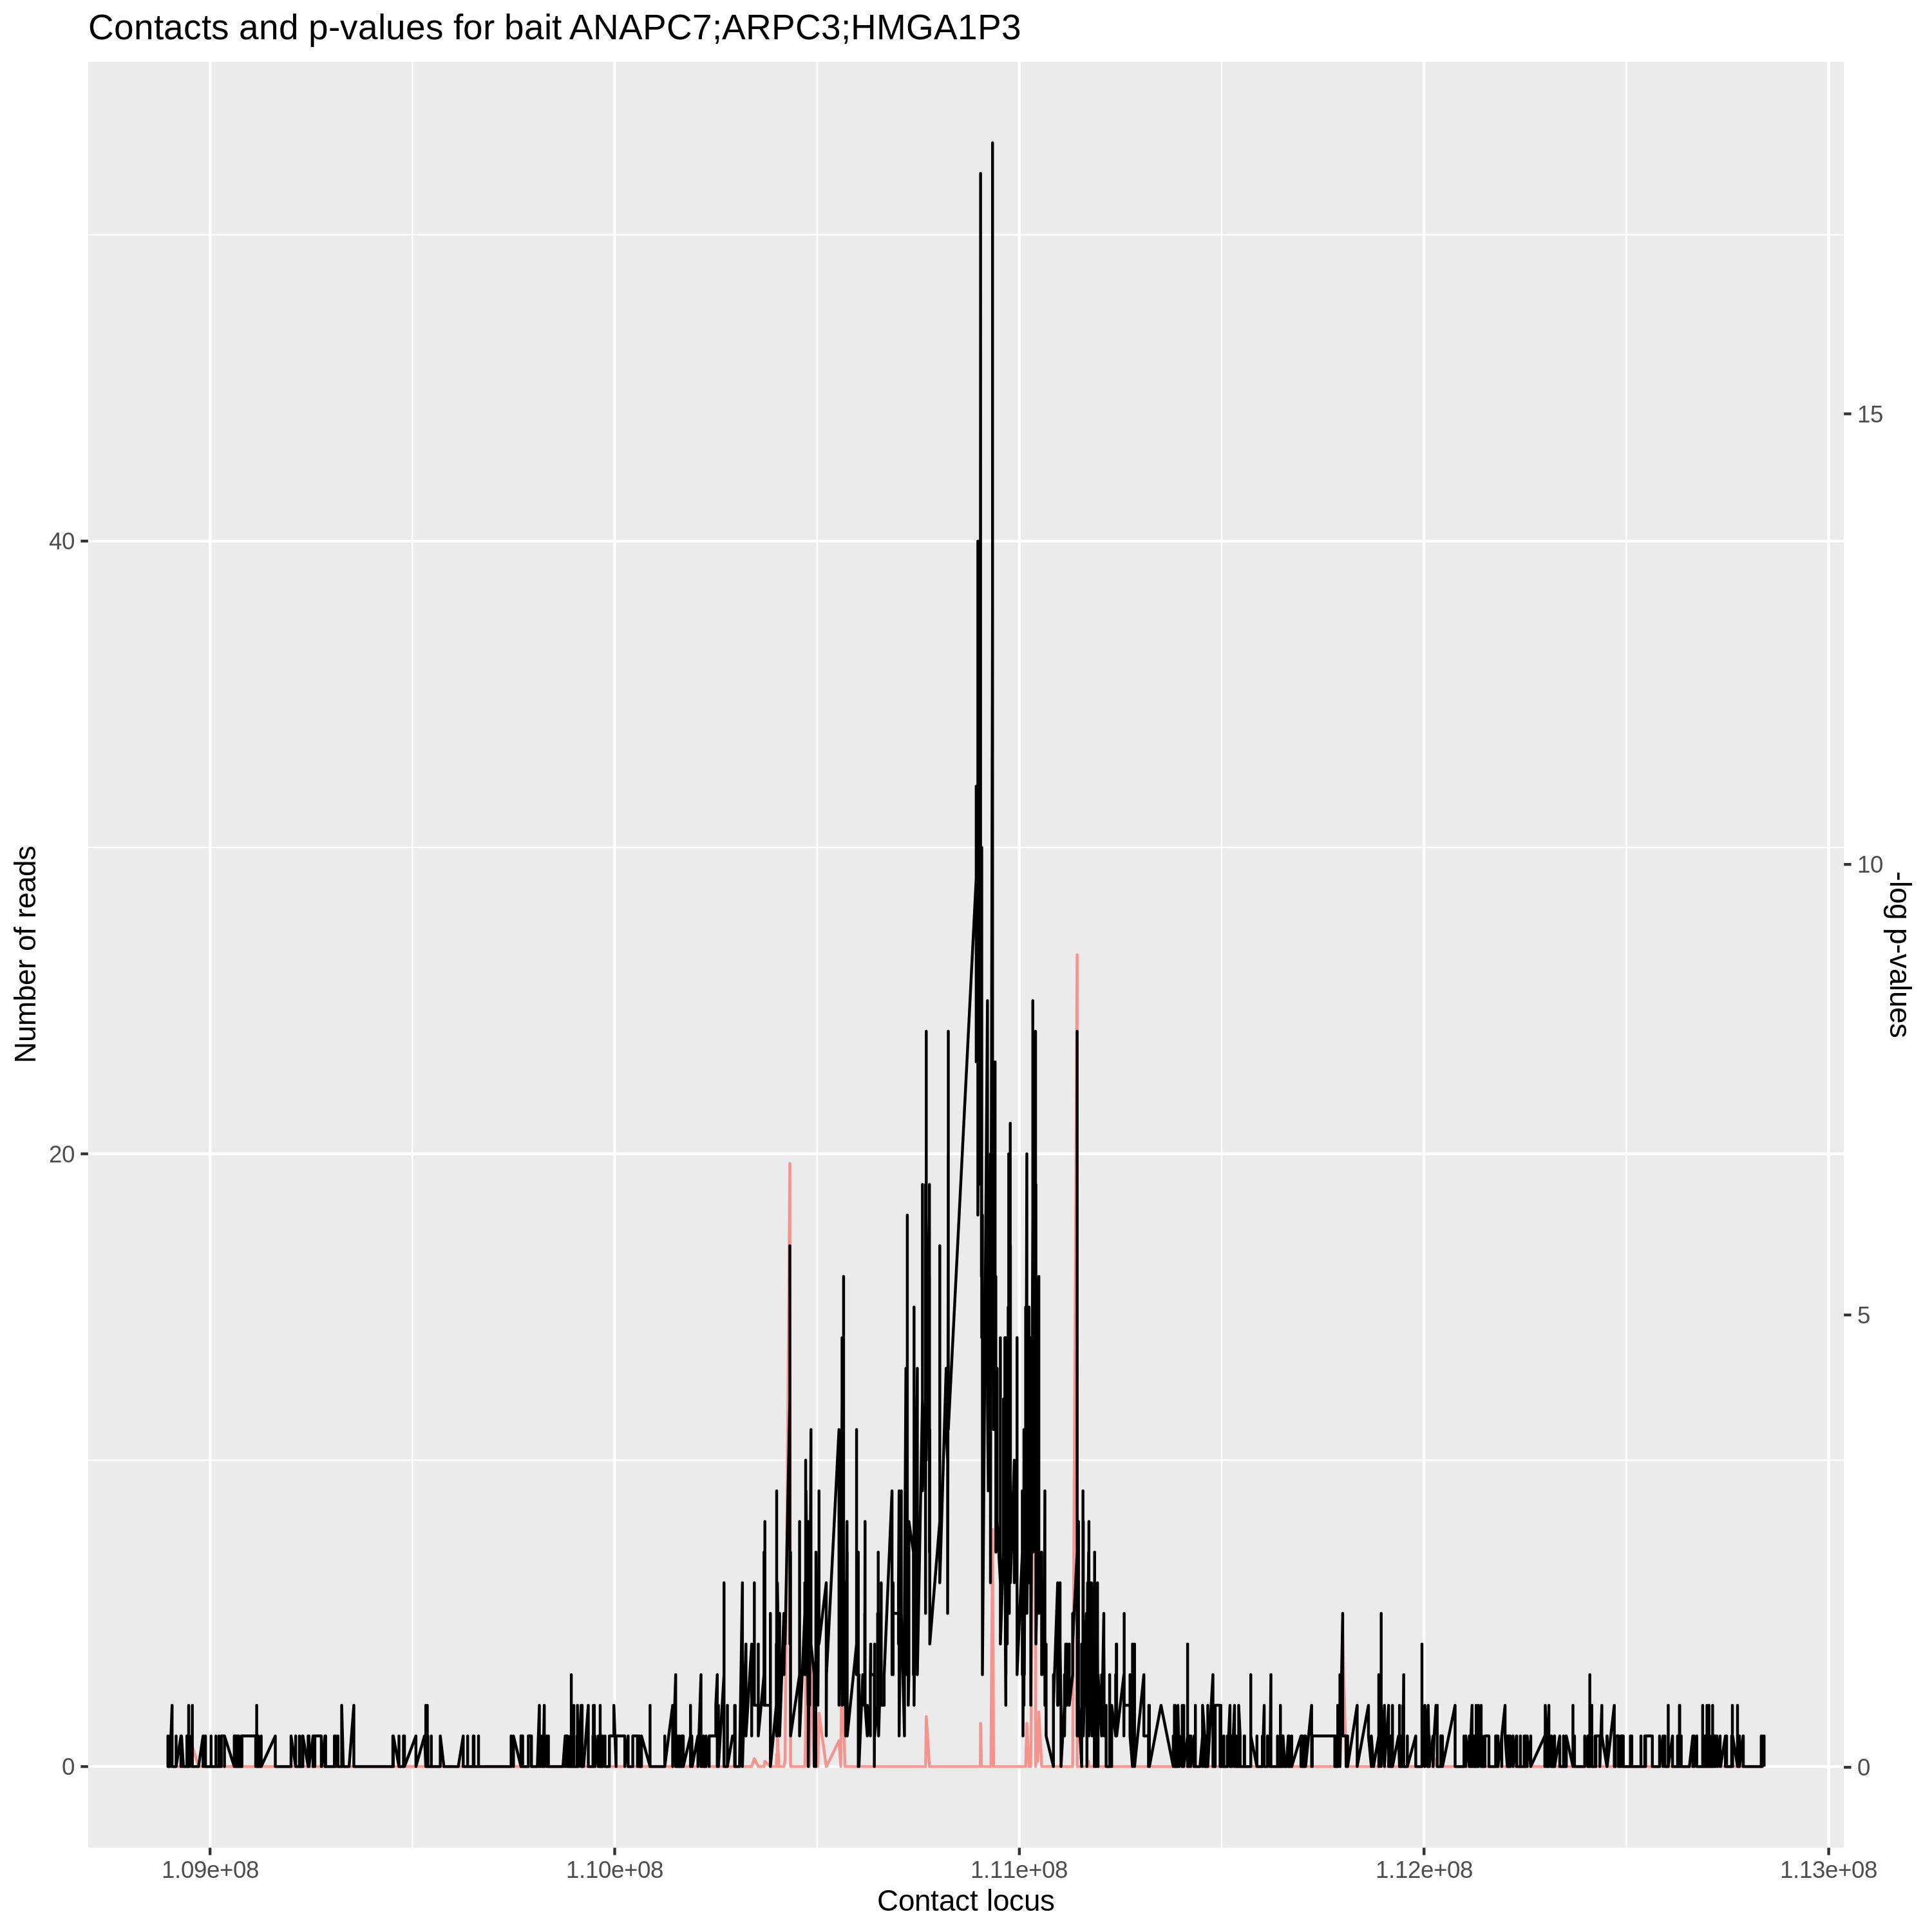 Contacts and p-values for bait ANAPC7;ARPC3;HMGA1P3
Number of reads
40
20
0
15
10
5
0
-log p-values
1.09e+08
1.10e+08
1.11e+08
1.12e+08
1.13e+08
Contact locus